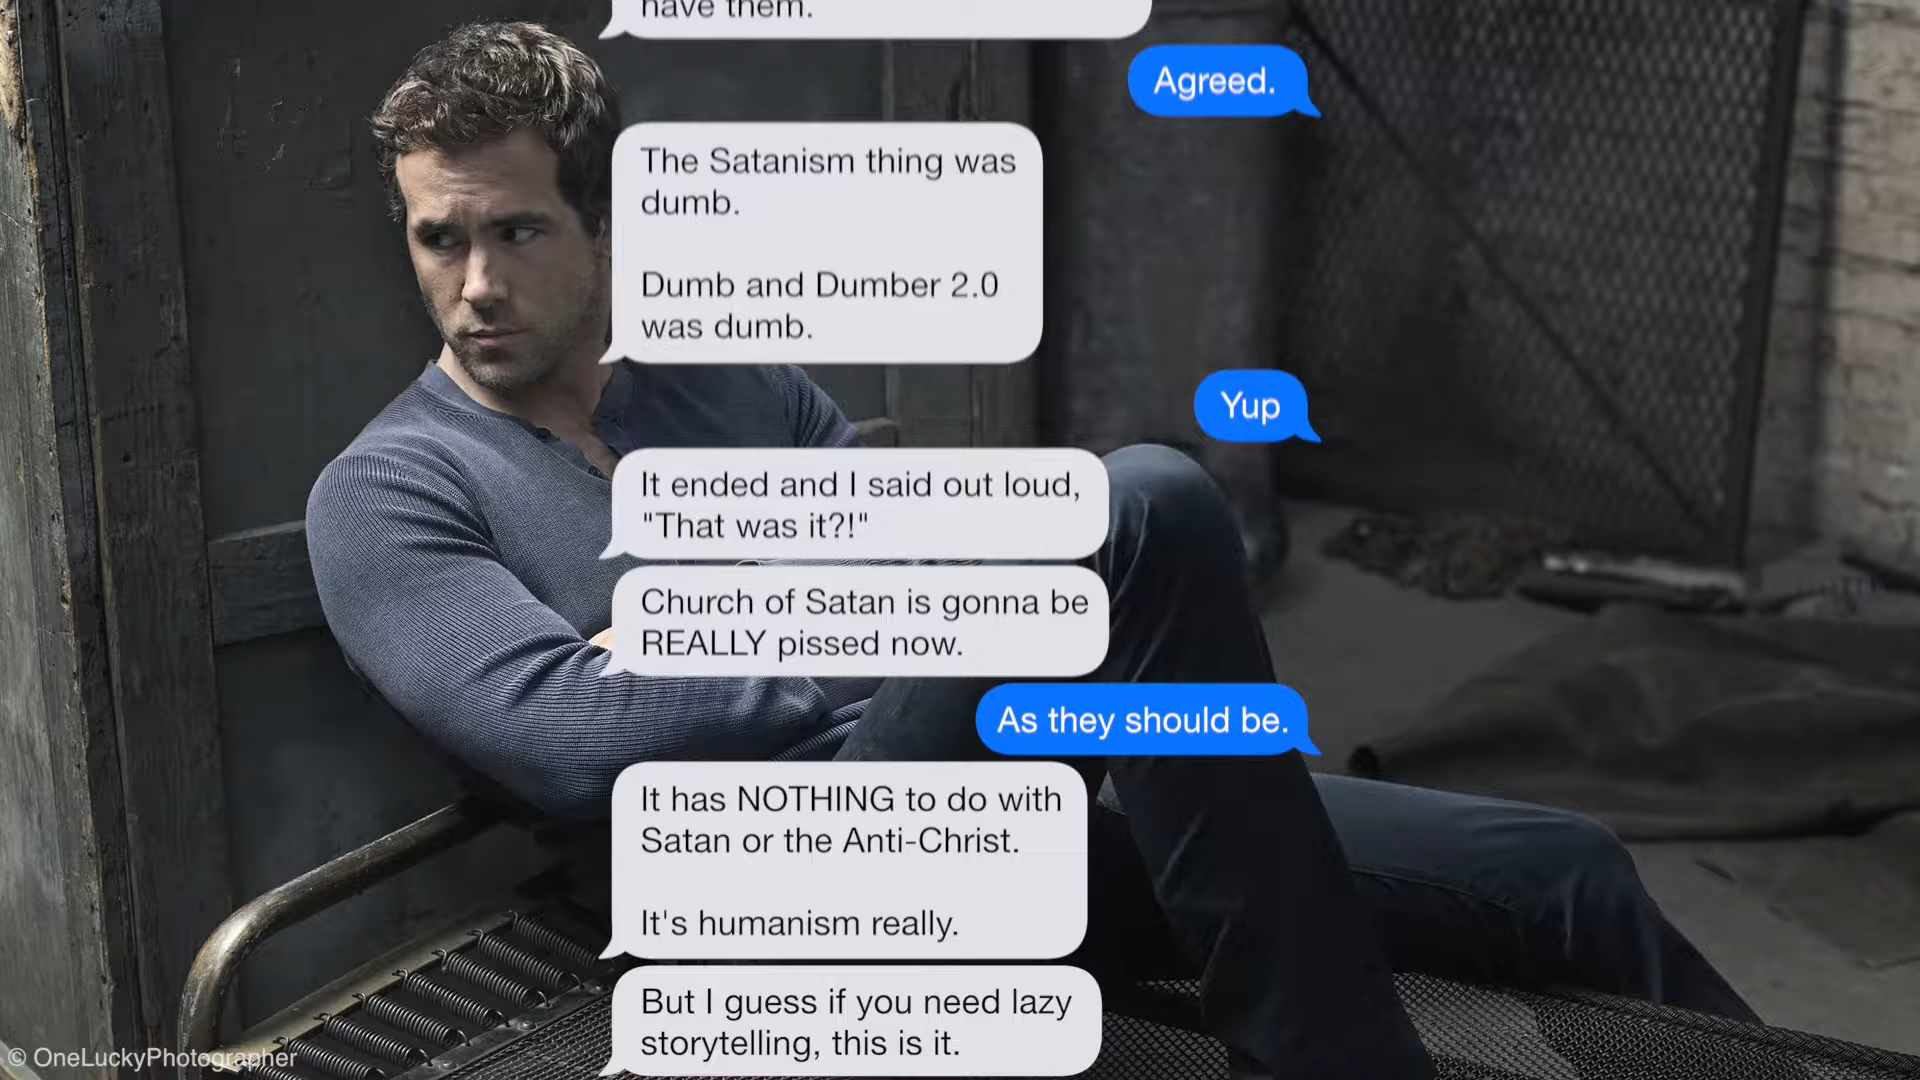 have them.
Agreed.
The Satanism thing was
dumb.
Dumb and Dumber 2.0
was dumb.
Yup
It ended and I said out loud,
"That was it?!"
Church of Satan is gonna be
REALLY pissed now.
As they should be.
It has NOTHING to do with
Satan or the Anti-Christ.
It's humanism really.
But I guess if you need lazy
storytelling, this is it.
© OneLuckyPhotographer